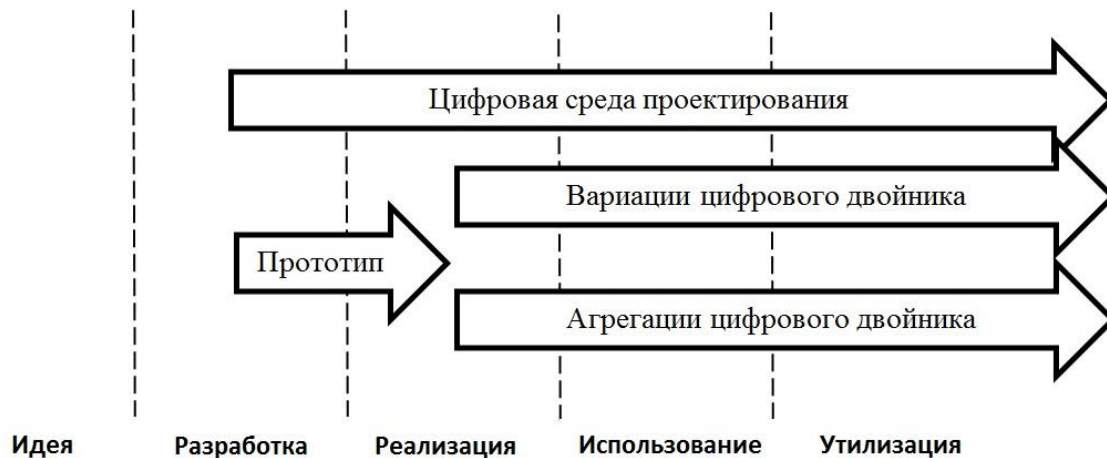 Цифровая среда проектирования
Вариации цифрового двойника
Прототип
Агрегации цифрового двойника
Идея Разработка Реализация Использование Утилизация